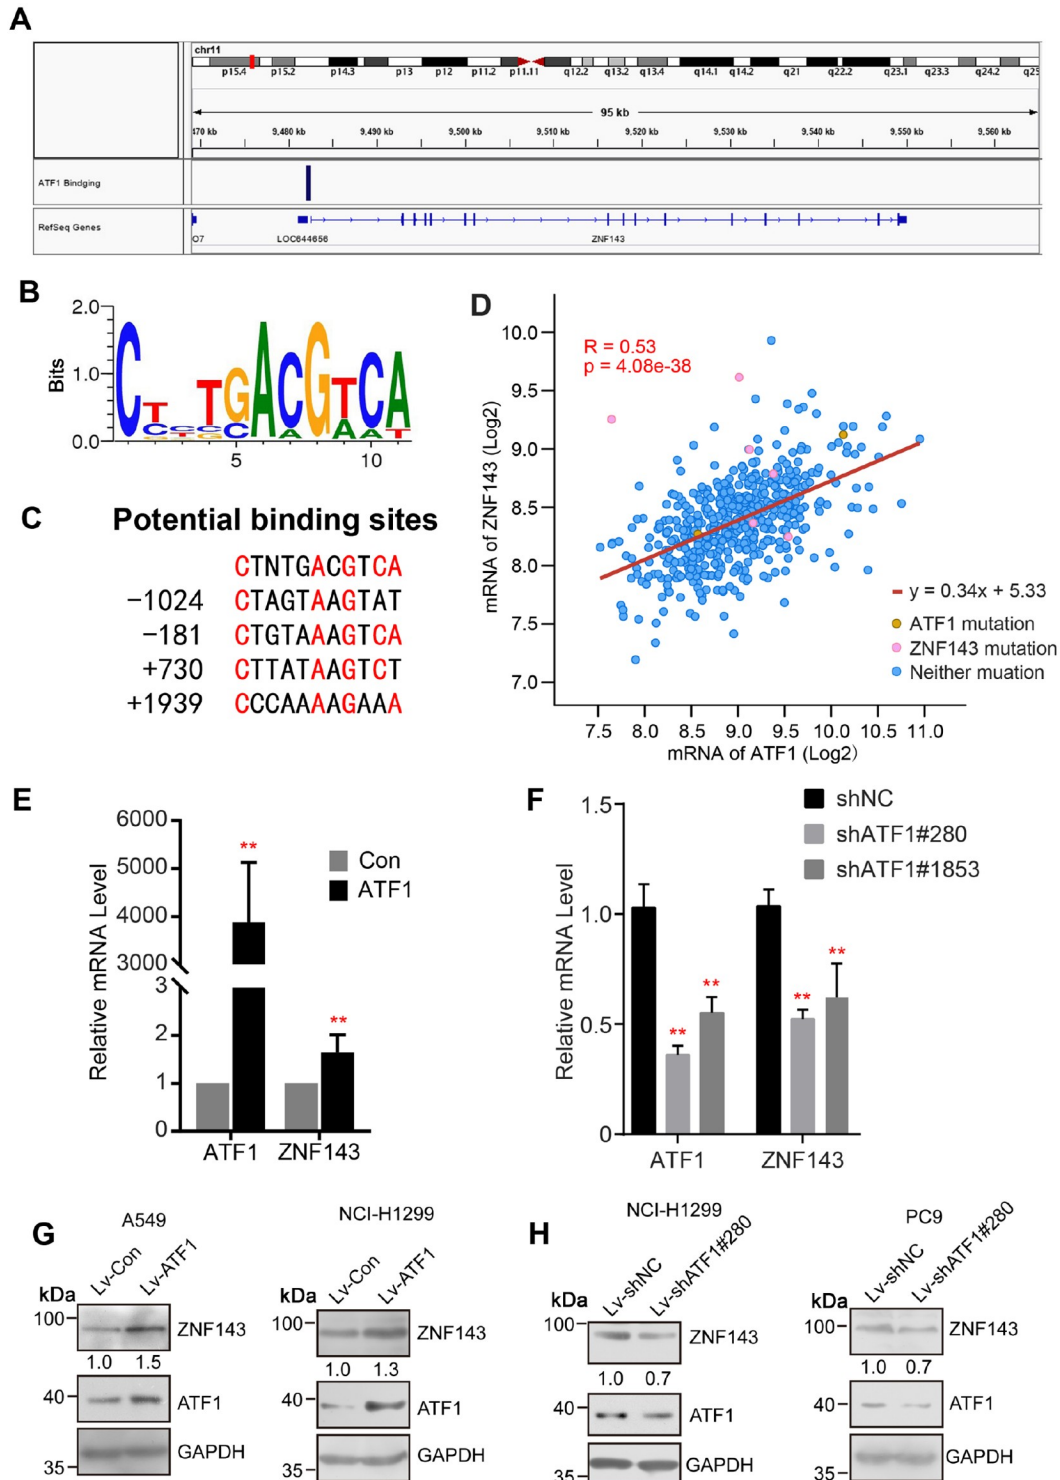 A
chr11
p15.4 p15.2 p14.3 p13 p12 p11.2 p11.11 q12.2 q13.2 q13.4 q14.1 q14.2 q21 q22.2 q23.1 q23.3 q24.2 q25
95 kb
470 kb 9,480 kb 9,490 kb 9,500 kb 9,510 kb 9,520 kb 9,530 kb 9,540 kb 9,550 kb 9,560 kb
ATF1 Bindging
RefSeq Genes
O7 LOC644656 ZNF143
B
2.0
1.0
0.0
Bits
5 10
C
Potential binding sites
CTNTGACGTCA
−1024 CTAGTAAGTAT
−181 CTGTAAAGTCA
+730 CTTATAAGTCT
+1939 CCCAAAAGAAA
D
R = 0.53
p = 4.08e-38
10.0
9.5
9.0
8.5
8.0
7.5
7.0
mRNA of ZNF143 (Log2)
y = 0.34x + 5.33
ATF1 mutation
ZNF143 mutation
Neither muation
7.5 8.0 8.5 9.0 9.5 10.0 10.5 11.0
mRNA of ATF1 (Log2)
E
6000
5000
4000
3000
3
2
1
0
Relative mRNA Level
Con
ATF1
**
**
ATF1 ZNF143
F
1.5
1.0
0.5
0
Relative mRNA Level
shNC
shATF1#280
shATF1#1853
** ** ** **
ATF1 ZNF143
G
A549
Lv-Con Lv-ATF1
kDa
100 ZNF143
1.0 1.5
40 ATF1
35 GAPDH
NCI-H1299
Lv-Con Lv-ATF1
kDa
100 ZNF143
1.0 1.3
40 ATF1
35 GAPDH
H
NCI-H1299
Lv-shNC Lv-shATF1#280
kDa
100 ZNF143
1.0 0.7
40 ATF1
35 GAPDH
PC9
Lv-shNC Lv-shATF1#280
kDa
100 ZNF143
1.0 0.7
40 ATF1
35 GAPDH